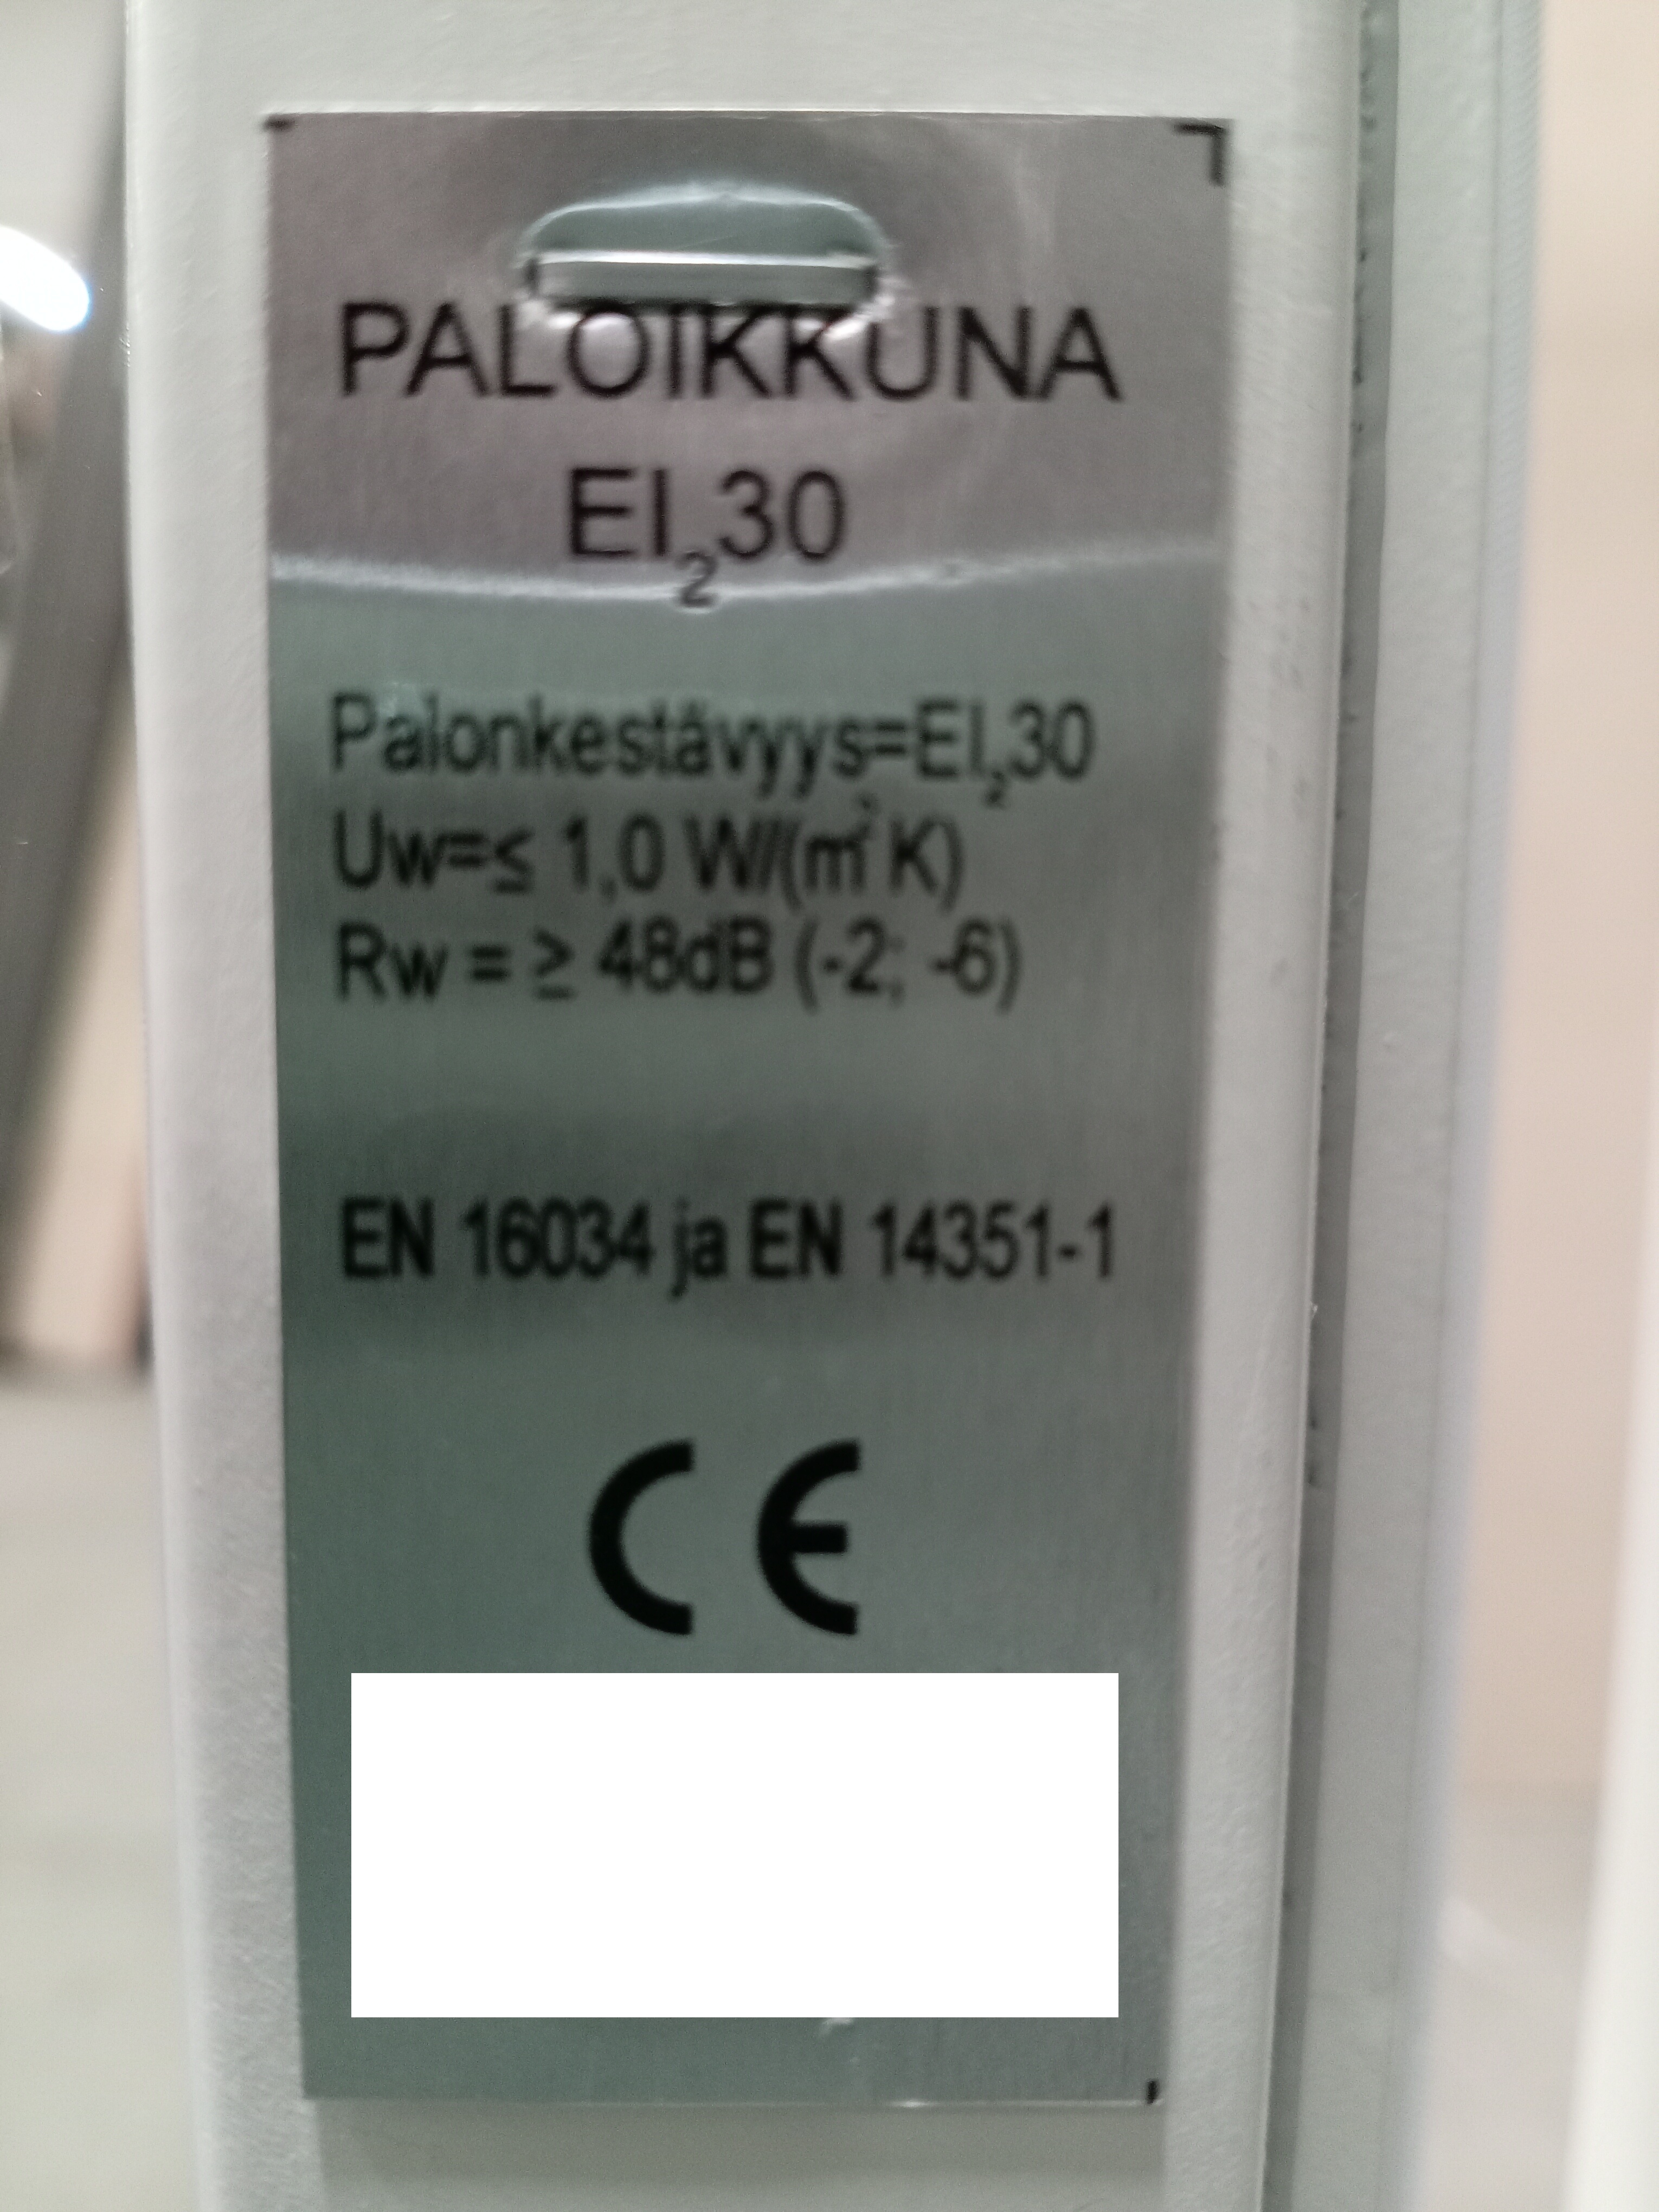 PALOIKKUNA
EI₂30
Palonkestävyys=EI₂30
Uw=≤ 1,0 W/(m²K)
Rw = ≥ 48dB (-2; -6)
EN 16034 ja EN 14351-1
CE